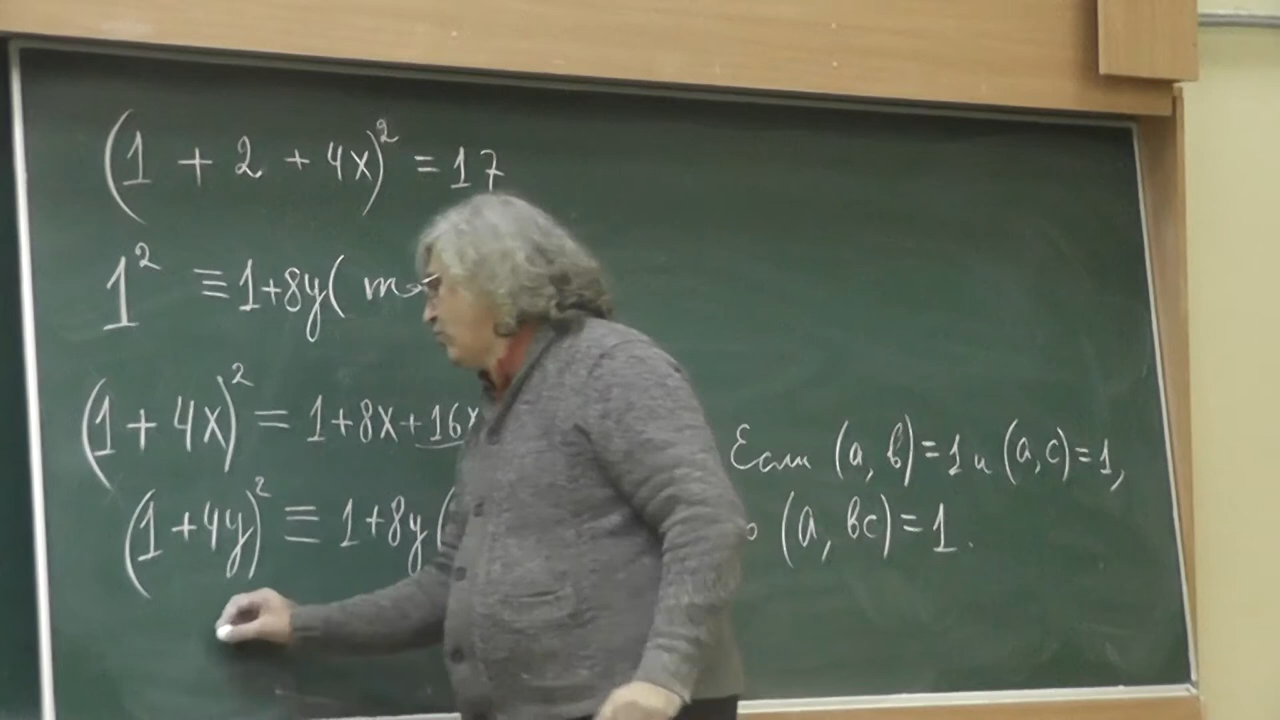 (1 + 2 + 4x)² = 17
1² ≡ 1+8y(
(1 + 4x)² = 1+8x+16x
(1 + 4y)² ≡ 1+8y(
Если (a, b)=1 и (a,c)=1,
(a, bc)=1.